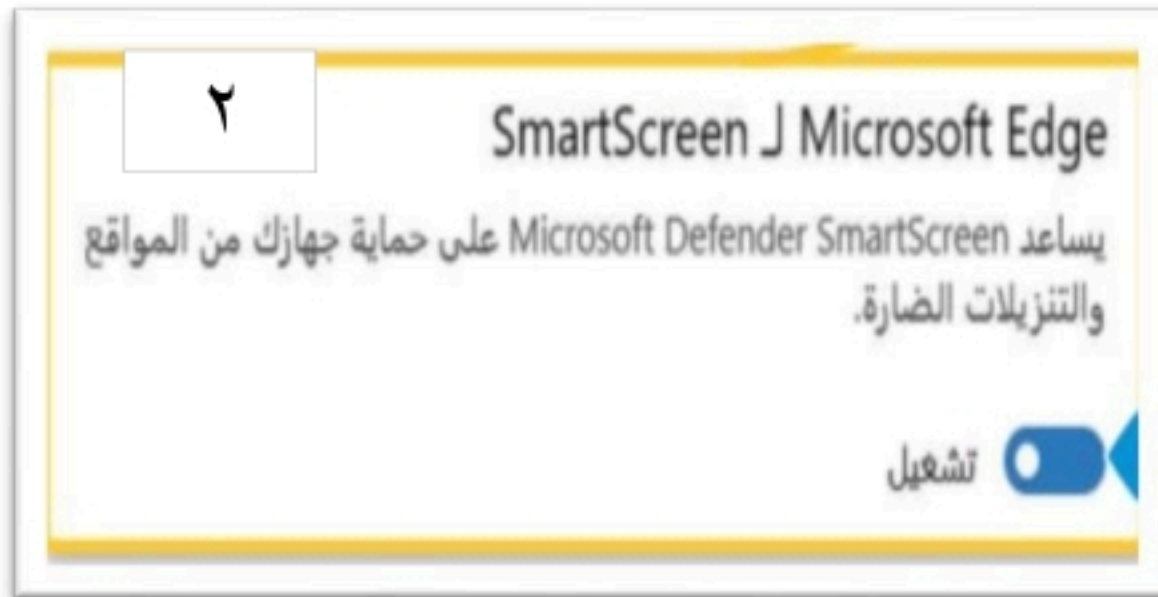 ٢
SmartScreen لـ Microsoft Edge
يساعد Microsoft Defender SmartScreen على حماية جهازك من المواقع
والتنزيلات الضارة.
تشغيل